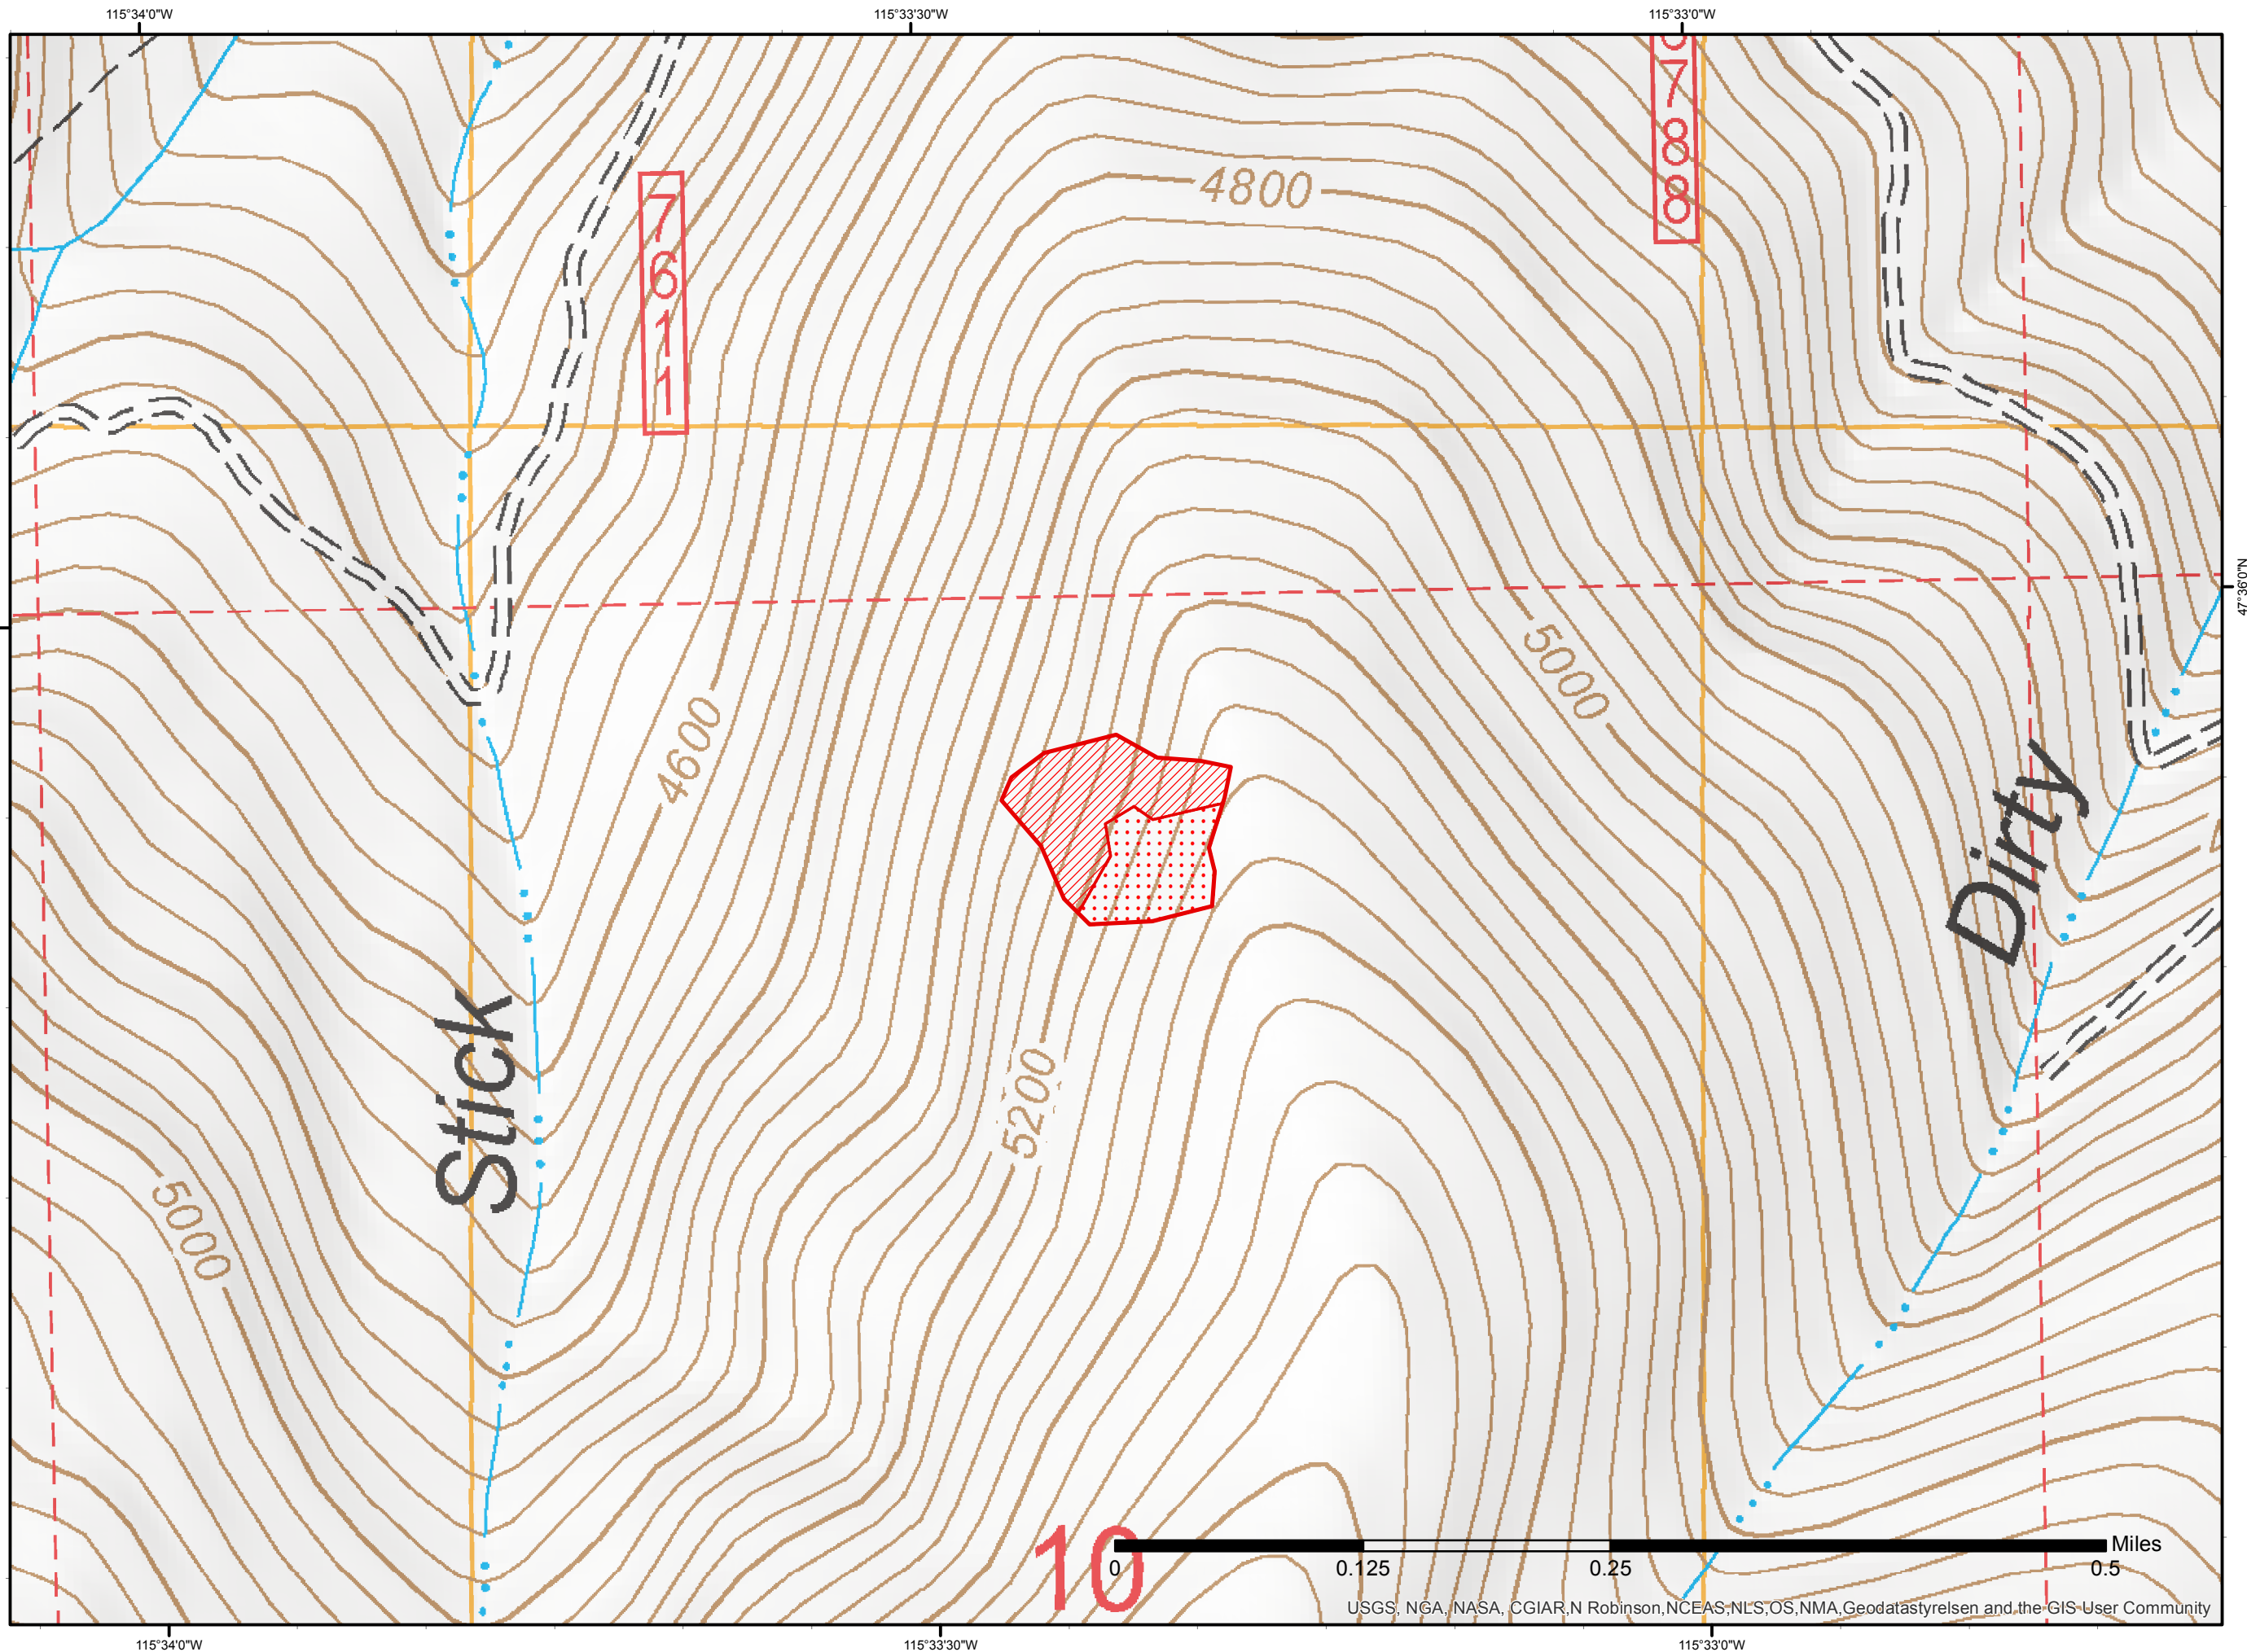 115°34'0"W
115°33'30"W
115°33'0"W
7611
788
4800
5000
4600
47°36'0"N
Dirty
Stick
5200
5000
10
Miles
0
0.125
0.25
0.5
USGS, NGA, NASA, CGIAR,N Robinson,NCEAS,NLS,OS,NMA,Geodatastyrelsen and the GIS User Community
115°34'0"W
115°33'30"W
115°33'0"W